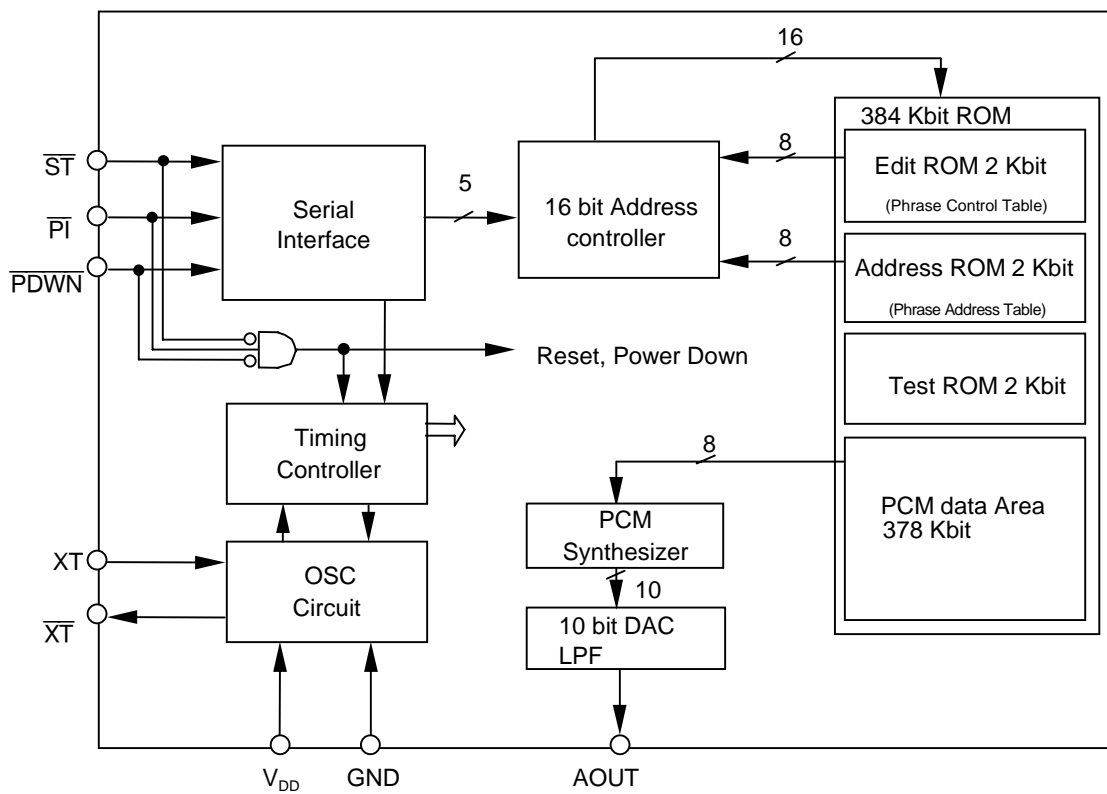 16
384 Kbit ROM
ST
8
Edit ROM 2 Kbit
(Phrase Control Table)
5
Serial
Interface
16 bit Address
controller
PI
8
PDWN
Address ROM 2 Kbit
(Phrase Address Table)
Reset, Power Down
Test ROM 2 Kbit
Timing
Controller
8
PCM data Area
378 Kbit
PCM
Synthesizer
XT
OSC
Circuit
10
XT
10 bit DAC
LPF
VDD
GND
AOUT